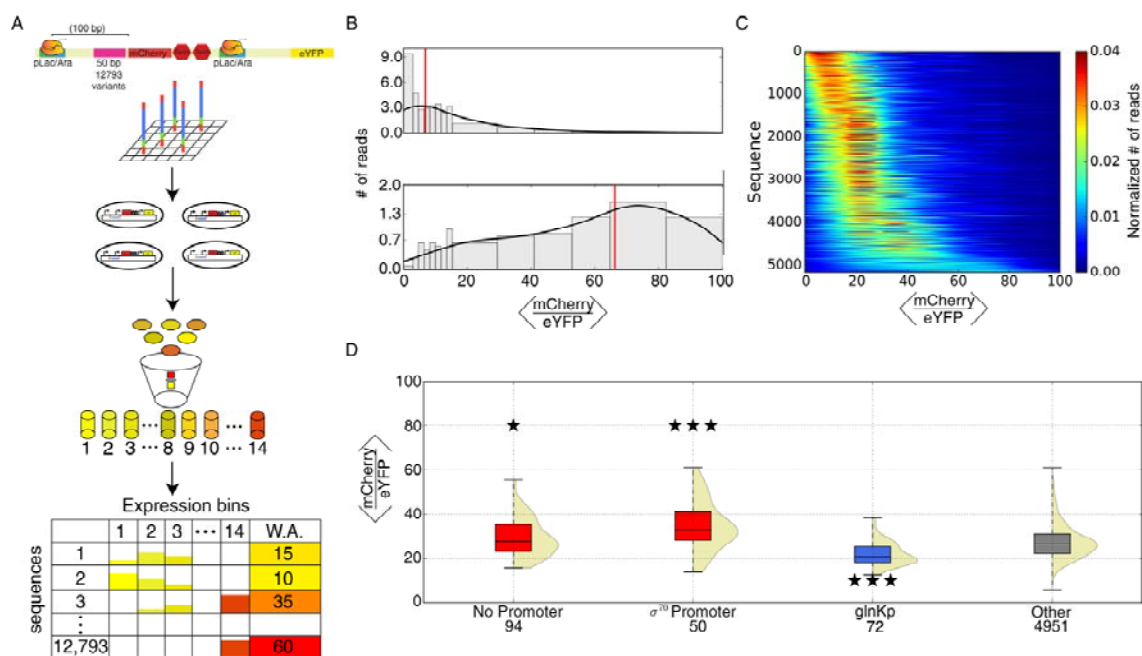 A
(100 bp)
pLac/Ara
mCherry
pLac/Ara
eYFP
50 bp
12793
variants
1 2 3 ··· 8 9 10 ··· 14
Expression bins
1 2 3 ··· 14 W.A.
sequences
1 15
2 10
3 35
⋮
12,793 60
B
# of reads
9.0
6.0
3.0
0.0
2.0
1.3
0.7
0.0
0 20 40 60 80 100
mCherry
eYFP
C
Sequence
0
1000
2000
3000
4000
5000
0 20 40 60 80 100
mCherry
eYFP
0.04
0.03
0.02
0.01
0.00
Normalized # of reads
D
mCherry
eYFP
100
80
60
40
20
0
★ ★★★
★★★
No Promoter σ⁷⁰ Promoter glnKp Other
94 50 72 4951